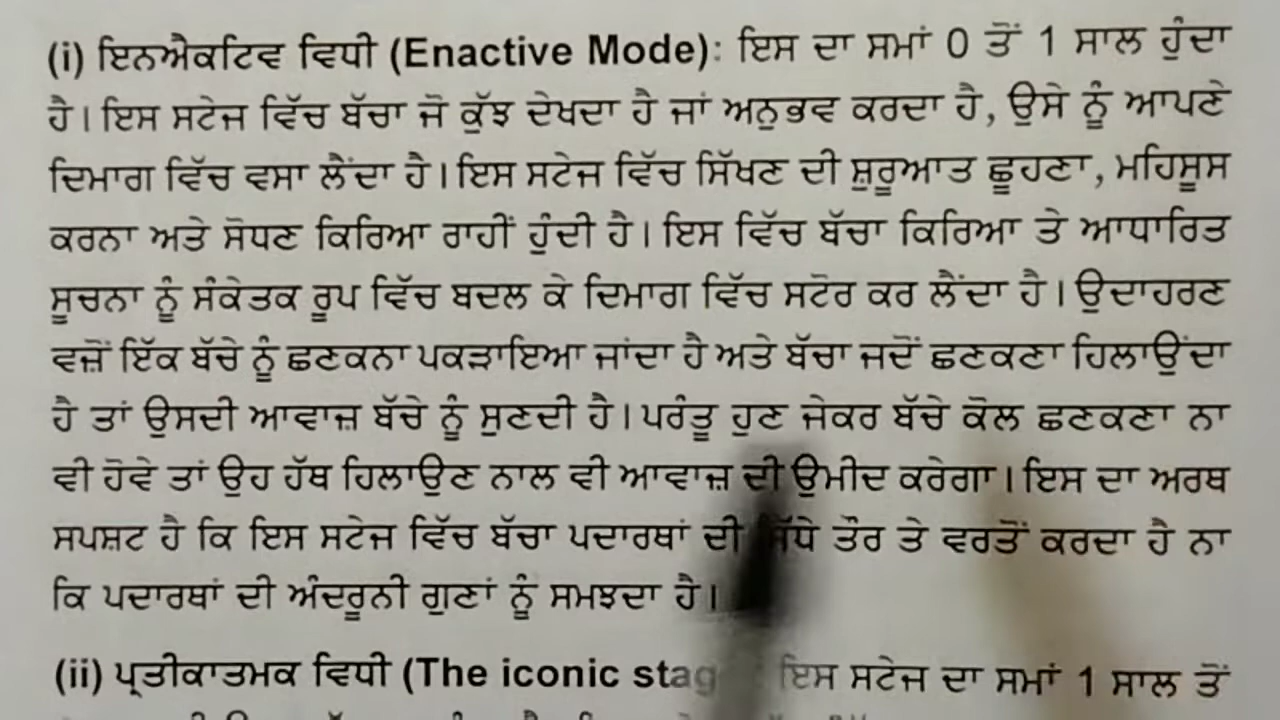 (i) ਇਨਐਕਟਿਵ ਵਿਧੀ (Enactive Mode): ਇਸ ਦਾ ਸਮਾਂ 0 ਤੋਂ 1 ਸਾਲ ਹੁੰਦਾ
ਹੈ। ਇਸ ਸਟੇਜ ਵਿੱਚ ਬੱਚਾ ਜੋ ਕੁੱਝ ਦੇਖਦਾ ਹੈ ਜਾਂ ਅਨੁਭਵ ਕਰਦਾ ਹੈ, ਉਸੇ ਨੂੰ ਆਪਣੇ
ਦਿਮਾਗ ਵਿੱਚ ਵਸਾ ਲੈਂਦਾ ਹੈ। ਇਸ ਸਟੇਜ ਵਿੱਚ ਸਿੱਖਣ ਦੀ ਸ਼ੁਰੂਆਤ ਛੂਹਣਾ, ਮਹਿਸੂਸ
ਕਰਨਾ ਅਤੇ ਸੋਧਣ ਕਿਰਿਆ ਰਾਹੀਂ ਹੁੰਦੀ ਹੈ। ਇਸ ਵਿੱਚ ਬੱਚਾ ਕਿਰਿਆ ਤੇ ਆਧਾਰਿਤ
ਸੂਚਨਾ ਨੂੰ ਸੰਕੇਤਕ ਰੂਪ ਵਿੱਚ ਬਦਲ ਕੇ ਦਿਮਾਗ ਵਿੱਚ ਸਟੋਰ ਕਰ ਲੈਂਦਾ ਹੈ। ਉਦਾਹਰਣ
ਵਜੋਂ ਇੱਕ ਬੱਚੇ ਨੂੰ ਛਣਕਨਾ ਪਕੜਾਇਆ ਜਾਂਦਾ ਹੈ ਅਤੇ ਬੱਚਾ ਜਦੋਂ ਛਣਕਣਾ ਹਿਲਾਉਂਦਾ
ਹੈ ਤਾਂ ਉਸਦੀ ਆਵਾਜ਼ ਬੱਚੇ ਨੂੰ ਸੁਣਦੀ ਹੈ। ਪਰੰਤੂ ਹੁਣ ਜੇਕਰ ਬੱਚੇ ਕੋਲ ਛਣਕਣਾ ਨਾ
ਵੀ ਹੋਵੇ ਤਾਂ ਉਹ ਹੱਥ ਹਿਲਾਉਣ ਨਾਲ ਵੀ ਆਵਾਜ਼ ਦੀ ਉਮੀਦ ਕਰੇਗਾ। ਇਸ ਦਾ ਅਰਥ
ਸਪਸ਼ਟ ਹੈ ਕਿ ਇਸ ਸਟੇਜ ਵਿੱਚ ਬੱਚਾ ਪਦਾਰਥਾਂ ਦੀ ਤੌਰ ਤੇ ਵਰਤੋਂ ਕਰਦਾ ਹੈ ਨਾ
ਕਿ ਪਦਾਰਥਾਂ ਦੀ ਅੰਦਰੂਨੀ ਗੁਣਾਂ ਨੂੰ ਸਮਝਦਾ ਹੈ।
(ii) ਪ੍ਰਤੀਕਾਤਮਕ ਵਿਧੀ (The iconic ਇਸ ਸਟੇਜ ਦਾ ਸਮਾਂ 1 ਸਾਲ ਤੋਂ